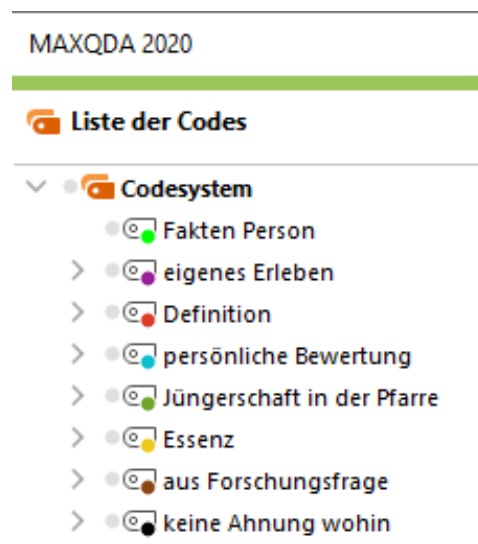 MAXQDA 2020
Liste der Codes
Codesystem
Fakten Person
eigenes Erleben
Definition
persönliche Bewertung
Jüngerschaft in der Pfarre
Essenz
aus Forschungsfrage
keine Ahnung wohin